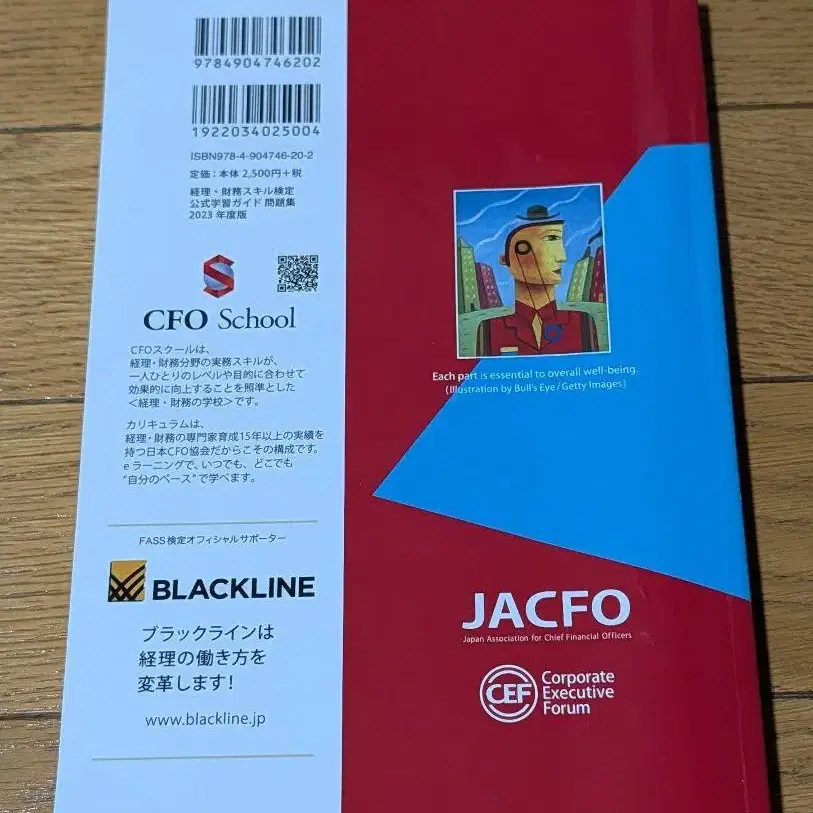 9784904746202
1922034025004
ISBN978-4-904746-20-2
定価：本体 2,500円＋税
経理・財務スキル検定
公式学習ガイド 問題集
2023 年度版
CFO School
CFOスクールは、
経理・財務分野の実務スキルが、
一人ひとりのレベルや目的に合わせて
効果的に向上することを照準とした
＜経理・財務の学校＞です。
カリキュラムは、
経理・財務の専門家育成15年以上の実績を
持つ日本CFO協会だからこその構成です。
e ラーニングで、いつでも、どこでも
“自分のペース”で学べます。
FASS検定オフィシャルサポーター
BLACKLINE
ブラックラインは
経理の働き方を
変革します！
www.blackline.jp
Each part is essential to overall well-being.
(Illustration by Bull's Eye/Getty Images)
JACFO
Japan Association for Chief Financial Officers
CEF
Corporate
Executive
Forum